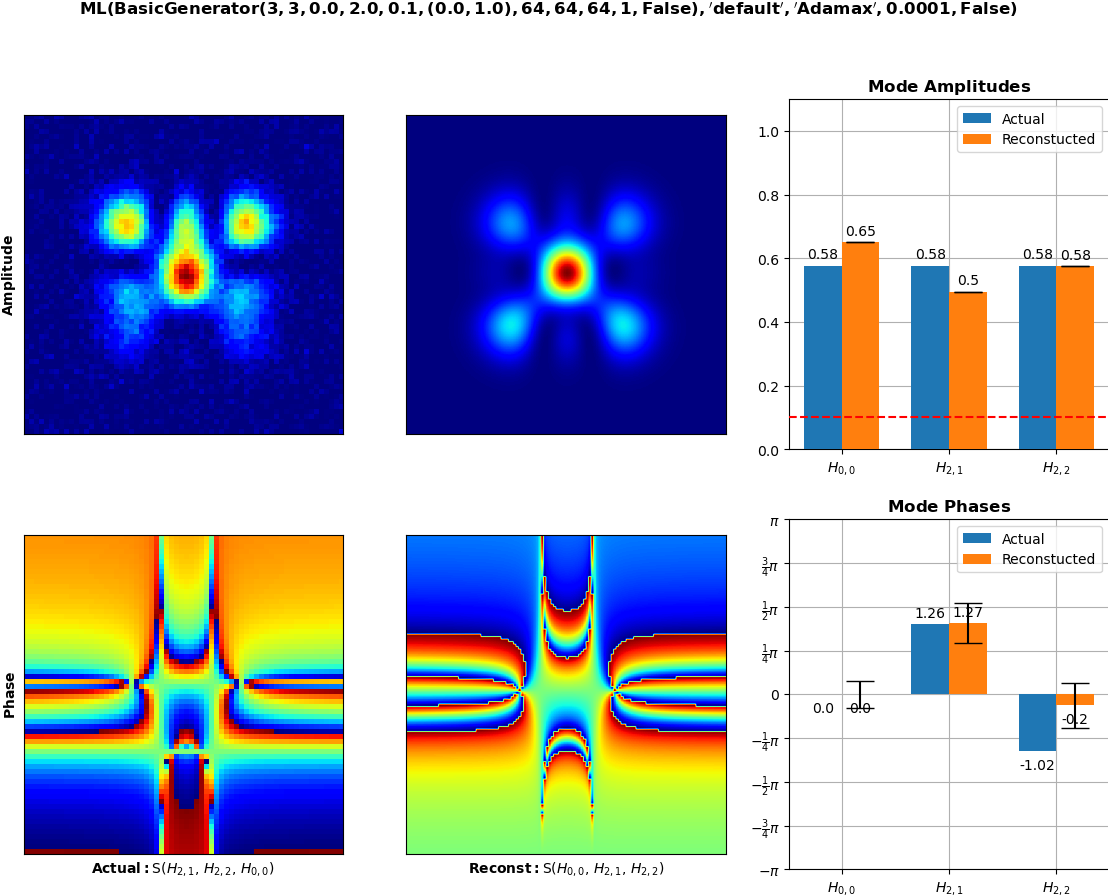 ML(BasicGenerator(3, 3, 0.0, 2.0, 0.1, (0.0, 1.0), 64, 64, 64, 1, False), 'default', 'Adamax', 0.0001, False)
Amplitude
Mode Amplitudes
Actual
Reconstucted
1.0
0.8
0.6
0.4
0.2
0.0
0.58
0.65
0.58
0.5
0.58
0.58
H0,0
H2,1
H2,2
Phase
Actual: S(H2,1, H2,2, H0,0)
Reconst: S(H0,0, H2,1, H2,2)
Mode Phases
Actual
Reconstucted
π
3/4π
1/2π
1/4π
0
−1/4π
−1/2π
−3/4π
−π
0.0
-0.0
1.26
1.27
-1.02
-0.2
H0,0
H2,1
H2,2